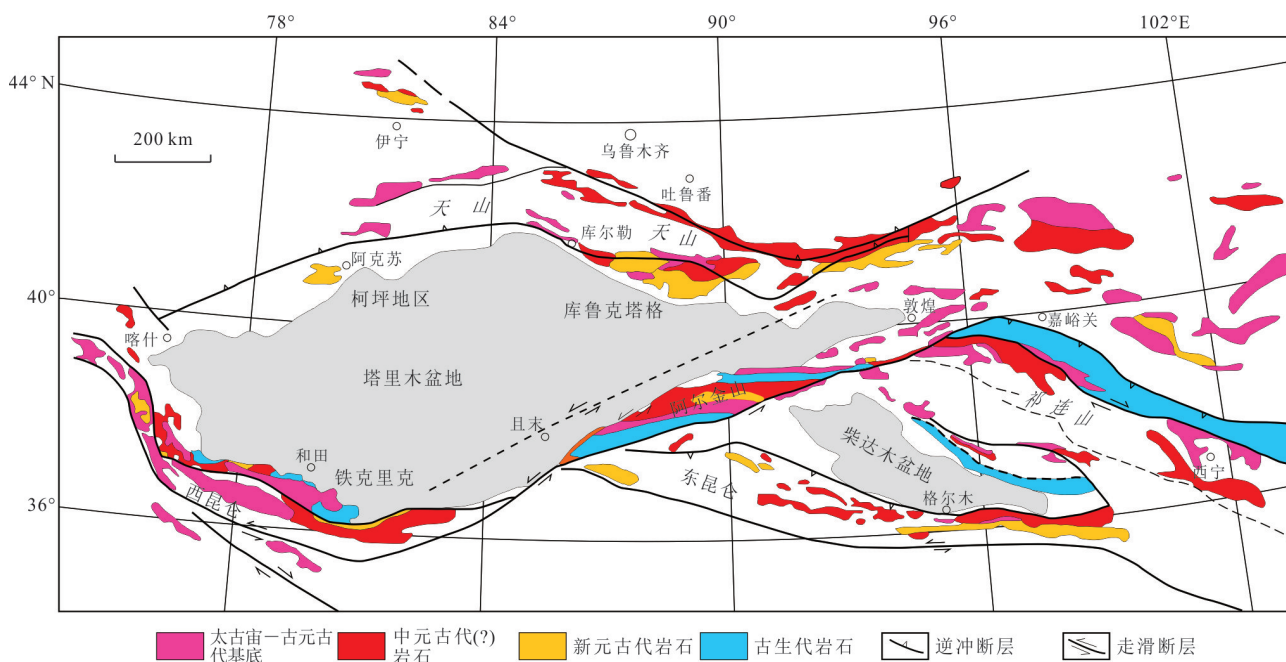 78° 84° 90° 96° 102°E
44° N
200 km
伊宁
乌鲁木齐
吐鲁番
天山
库尔勒
天山
阿克苏
柯坪地区
40°
库鲁克塔格
敦煌
嘉峪关
喀什
塔里木盆地
阿尔金山
祁连山
且末
柴达木盆地
西宁
和田
铁克里克
东昆仑
西昆仑
格尔木
36°
太古宙—古元古
代基底
中元古代(?)
岩石
新元古代岩石
古生代岩石
逆冲断层
走滑断层